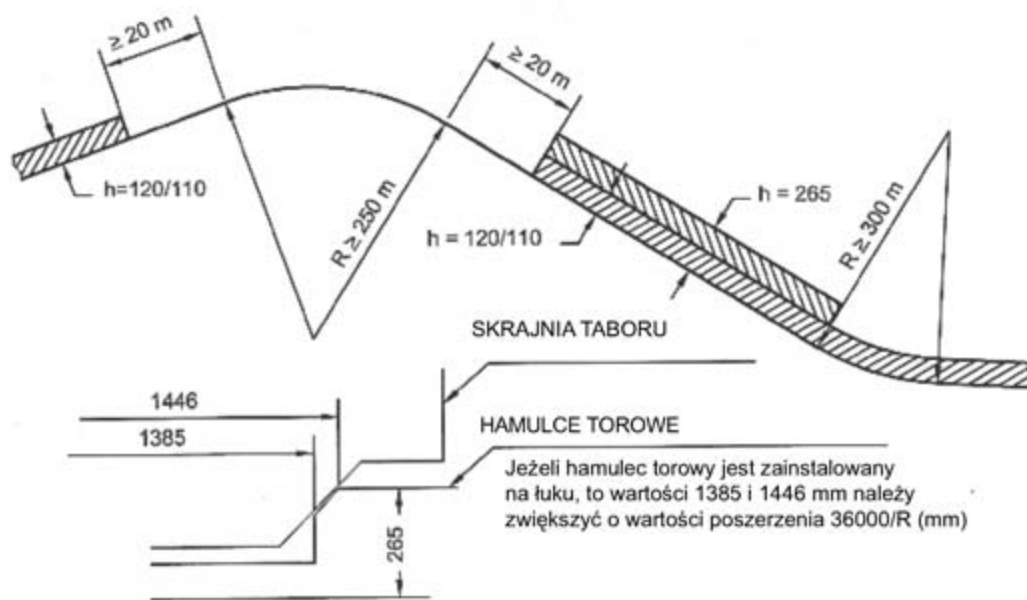 ≥ 20 m
≥ 20 m
h=120/110
R ≥ 250 m
h = 120/110
h = 265
R ≥ 300 m
SKRAJNIA TABORU
1446
1385
HAMULCE TOROWE
Jeżeli hamulec torowy jest zainstalowany
na łuku, to wartości 1385 i 1446 mm należy
zwiększyć o wartości poszerzenia 36000/R (mm)
265